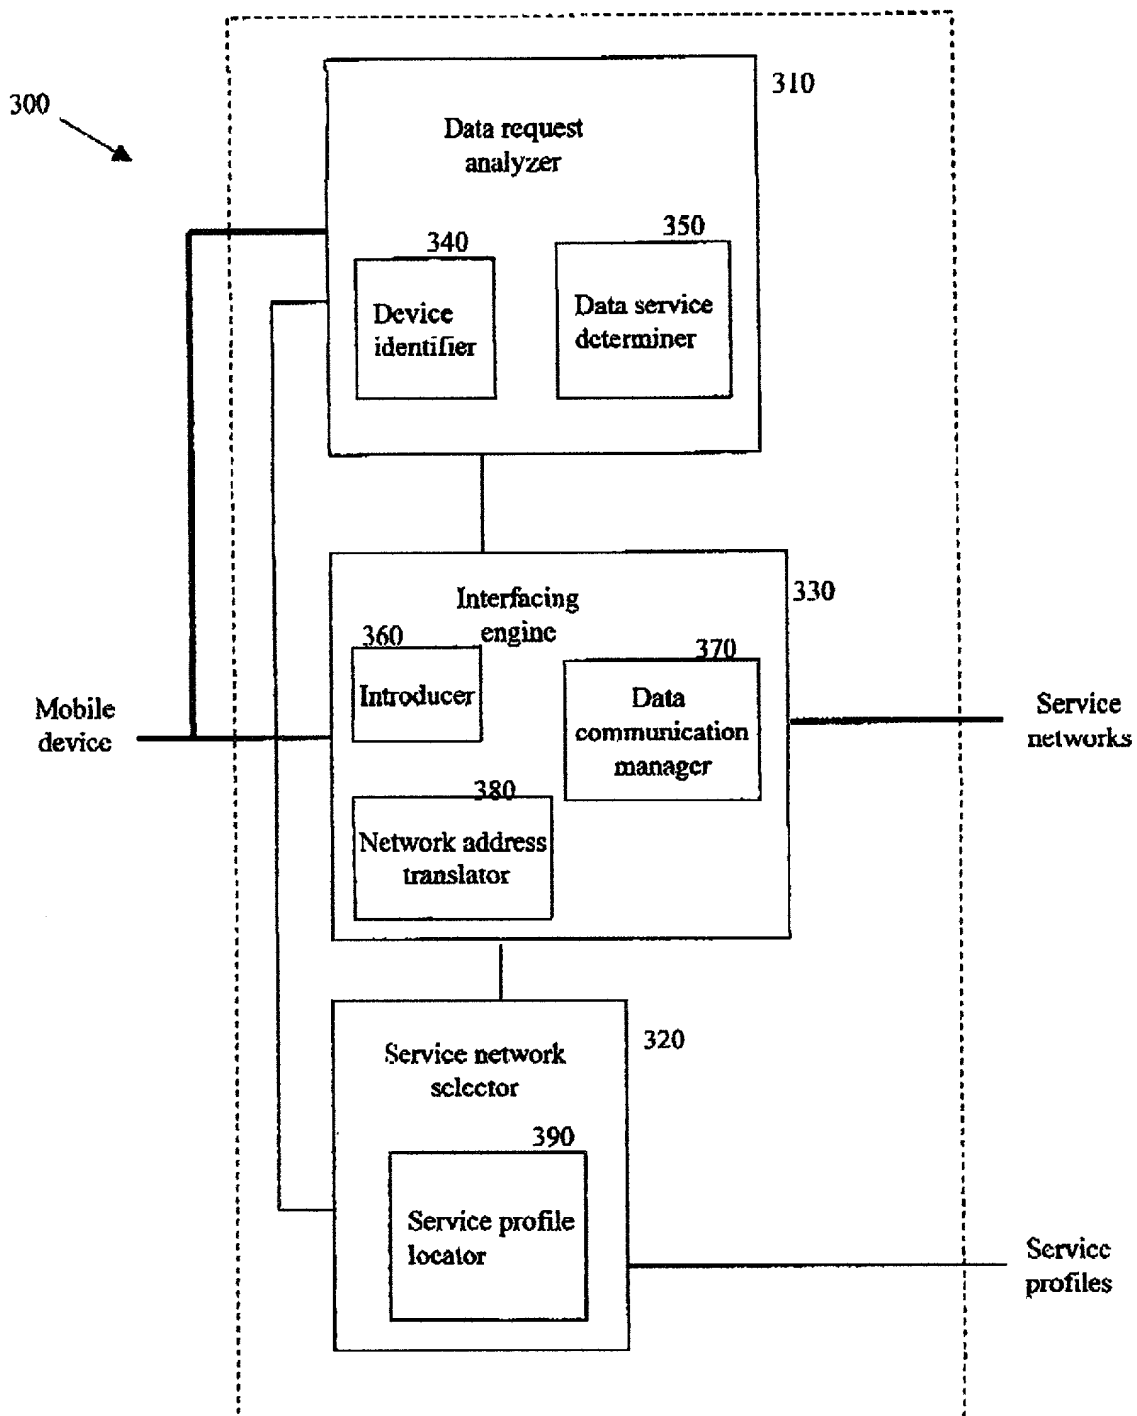 300
310
Data request
analyzer
340
350
Device
identifier
Data service
determiner
330
Interfacing
engine
360
370
Introducer
Data
communication
manager
Mobile
device
Service
networks
380
Network address
translator
320
Service network
selector
390
Service profile
locator
Service
profiles